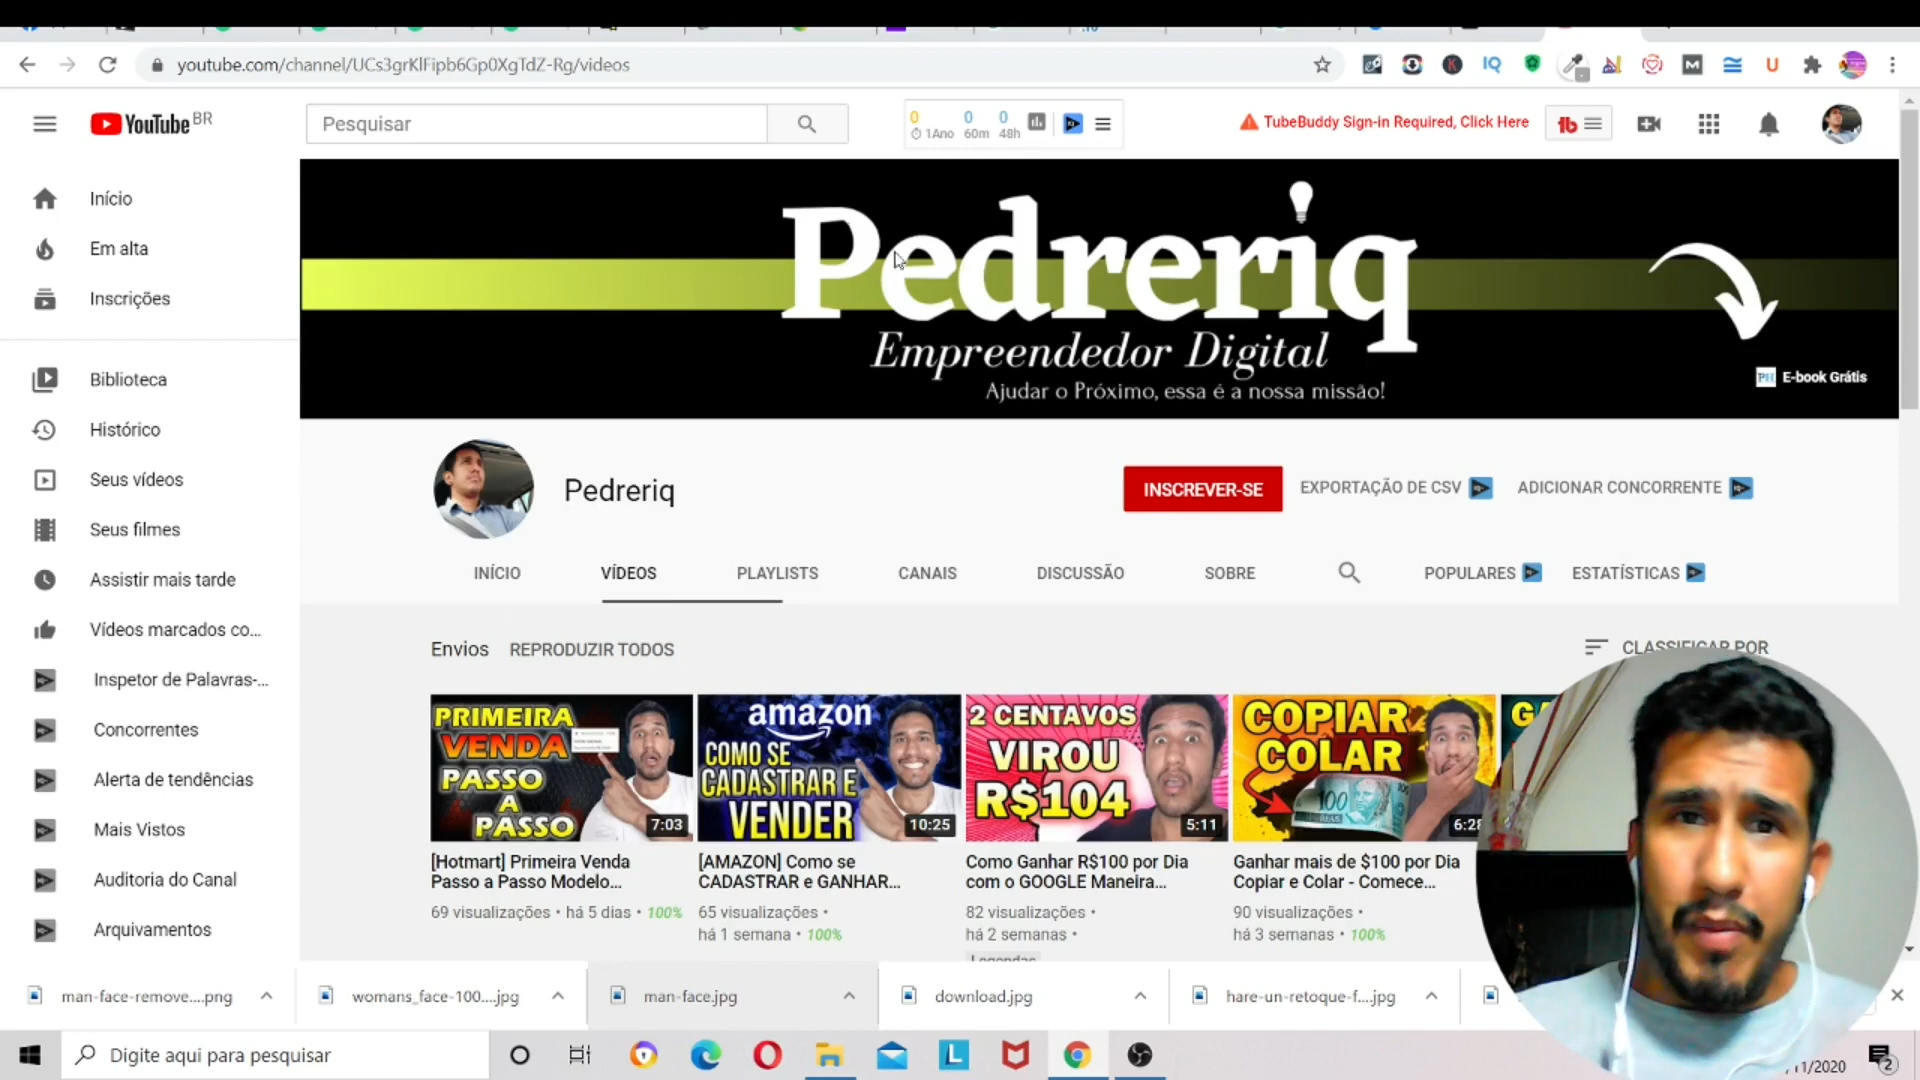 youtube.com/channel/UCs3grKlFipb6Gp0XgTdZ-Rg/videos
YouTube BR
Pesquisar
0 0 0
1Ano 60m 48h
TubeBuddy Sign-in Required, Click Here
Início
Em alta
Inscrições
Biblioteca
Histórico
Seus vídeos
Seus filmes
Assistir mais tarde
Vídeos marcados co...
Inspetor de Palavras-...
Concorrentes
Alerta de tendências
Mais Vistos
Auditoria do Canal
Arquivamentos
Pedreriq
Empreendedor Digital
Ajudar o Próximo, essa é a nossa missão!
E-book Grátis
Pedreriq
INSCREVER-SE
EXPORTAÇÃO DE CSV
ADICIONAR CONCORRENTE
INÍCIO
VÍDEOS
PLAYLISTS
CANAIS
DISCUSSÃO
SOBRE
POPULARES
ESTATÍSTICAS
Envios
REPRODUZIR TODOS
CLASSIFICAR POR
PRIMEIRA
VENDA
PASSO
A
PASSO
7:03
[Hotmart] Primeira Venda
Passo a Passo Modelo...
69 visualizações • há 5 dias • 100%
amazon
COMO SE
CADASTRAR E
VENDER
10:25
[AMAZON] Como se
CADASTRAR e GANHAR...
65 visualizações •
há 1 semana • 100%
2 CENTAVOS
VIROU
R$104
5:11
Como Ganhar R$100 por Dia
com o GOOGLE Maneira...
82 visualizações •
há 2 semanas •
Legendas
COPIAR
COLAR
100
6:28
Ganhar mais de $100 por Dia
Copiar e Colar - Comece...
90 visualizações •
há 3 semanas • 100%
man-face-remove....png
womans_face-100....jpg
man-face.jpg
download.jpg
hare-un-retoque-f....jpg
Digite aqui para pesquisar
11/2020
2